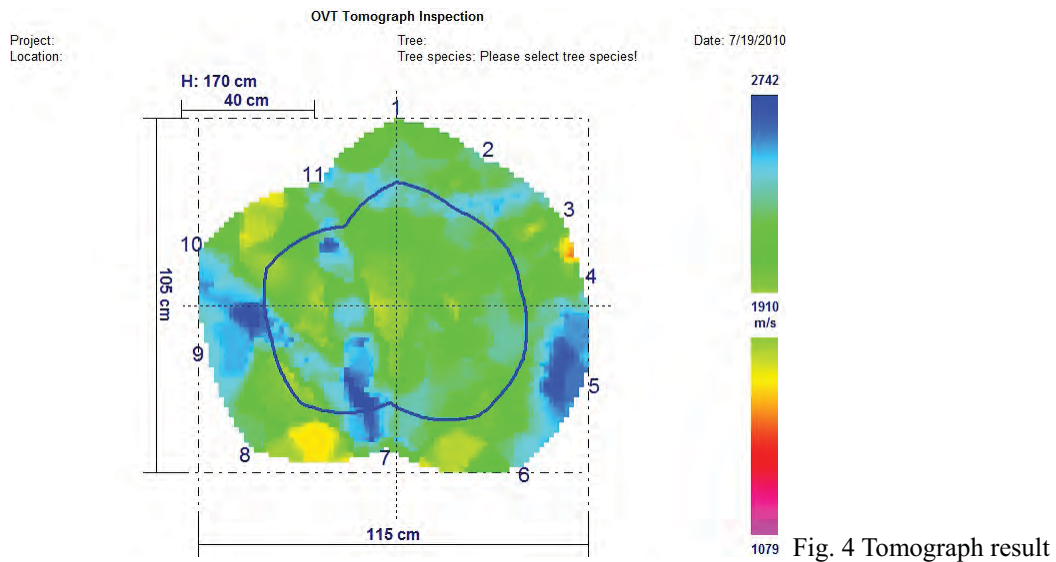 OVT Tomograph Inspection
Project: Tree: Date: 7/19/2010
Location: Tree species: Please select tree species!
H: 170 cm
40 cm
2742
1
2
11
3
10
4
105 cm
1910
m/s
9
5
8
7
6
115 cm
1079
Fig. 4 Tomograph result